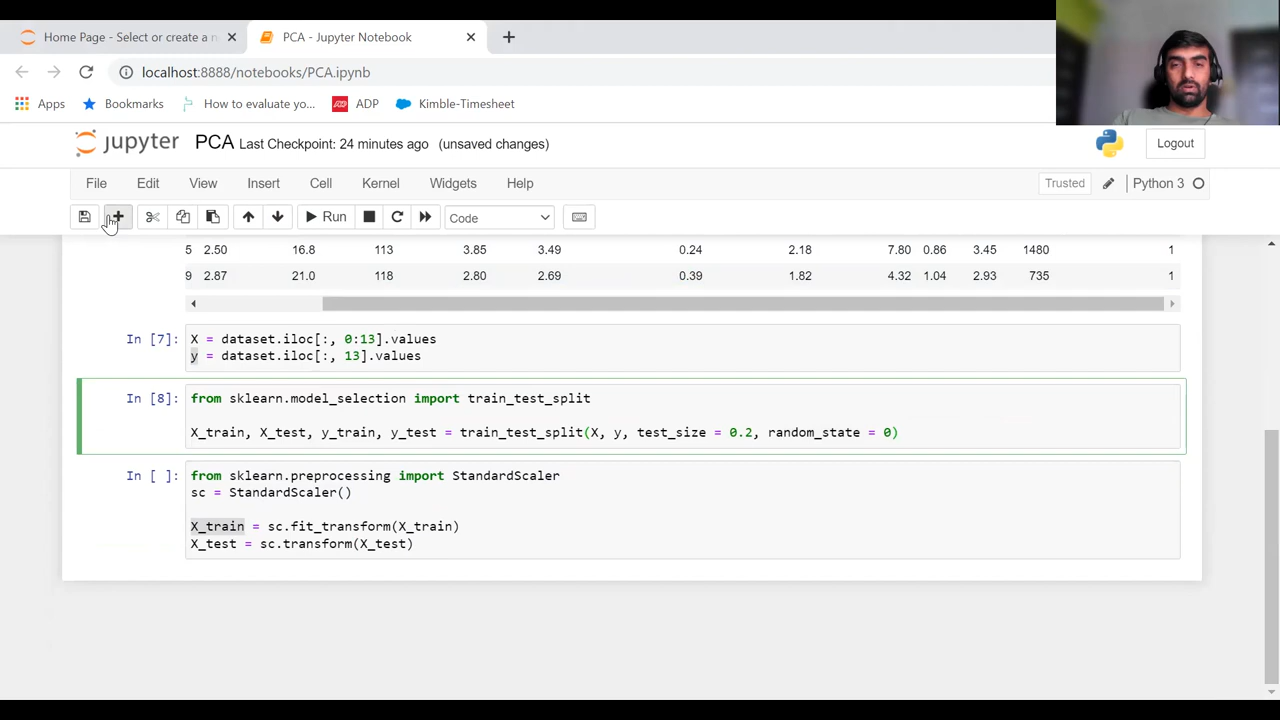 Home Page - Select or create a n
PCA - Jupyter Notebook
localhost:8888/notebooks/PCA.ipynb
Apps Bookmarks How to evaluate yo... ADP Kimble-Timesheet
jupyter PCA Last Checkpoint: 24 minutes ago (unsaved changes) Logout
File Edit View Insert Cell Kernel Widgets Help Trusted Python 3
Run Code
5 2.50 16.8 113 3.85 3.49 0.24 2.18 7.80 0.86 3.45 1480 1
9 2.87 21.0 118 2.80 2.69 0.39 1.82 4.32 1.04 2.93 735 1
In [7]: X = dataset.iloc[:, 0:13].values
y = dataset.iloc[:, 13].values
In [8]: from sklearn.model_selection import train_test_split
X_train, X_test, y_train, y_test = train_test_split(X, y, test_size = 0.2, random_state = 0)
In [ ]: from sklearn.preprocessing import StandardScaler
sc = StandardScaler()
X_train = sc.fit_transform(X_train)
X_test = sc.transform(X_test)